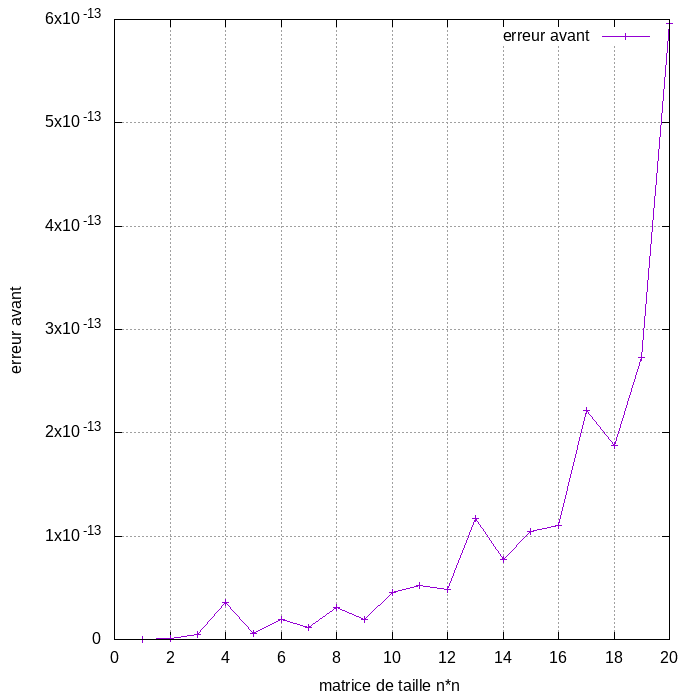 6x10-13
erreur avant
5x10-13
4x10-13
3x10-13
2x10-13
1x10-13
0
erreur avant
0 2 4 6 8 10 12 14 16 18 20
matrice de taille n*n